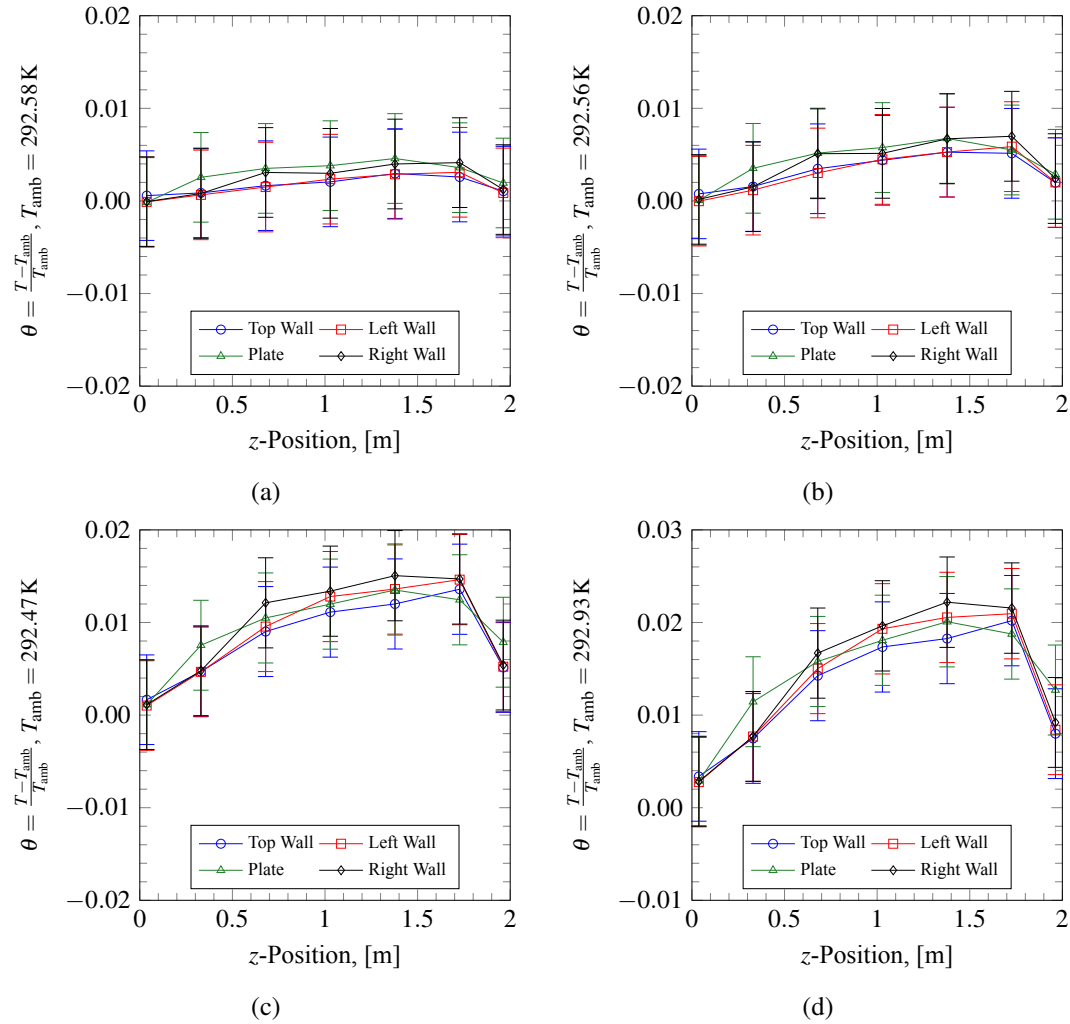 0.02
0.01
0.00
−0.01
−0.02
θ = (T−T_amb)/T_amb, T_amb = 292.58K
Top Wall Left Wall
Plate Right Wall
0 0.5 1 1.5 2
z-Position, [m]
(a)
0.02
0.01
0.00
−0.01
−0.02
θ = (T−T_amb)/T_amb, T_amb = 292.56K
Top Wall Left Wall
Plate Right Wall
0 0.5 1 1.5 2
z-Position, [m]
(b)
0.02
0.01
0.00
−0.01
−0.02
θ = (T−T_amb)/T_amb, T_amb = 292.47K
Top Wall Left Wall
Plate Right Wall
0 0.5 1 1.5 2
z-Position, [m]
(c)
0.03
0.02
0.01
0.00
−0.01
θ = (T−T_amb)/T_amb, T_amb = 292.93K
Top Wall Left Wall
Plate Right Wall
0 0.5 1 1.5 2
z-Position, [m]
(d)